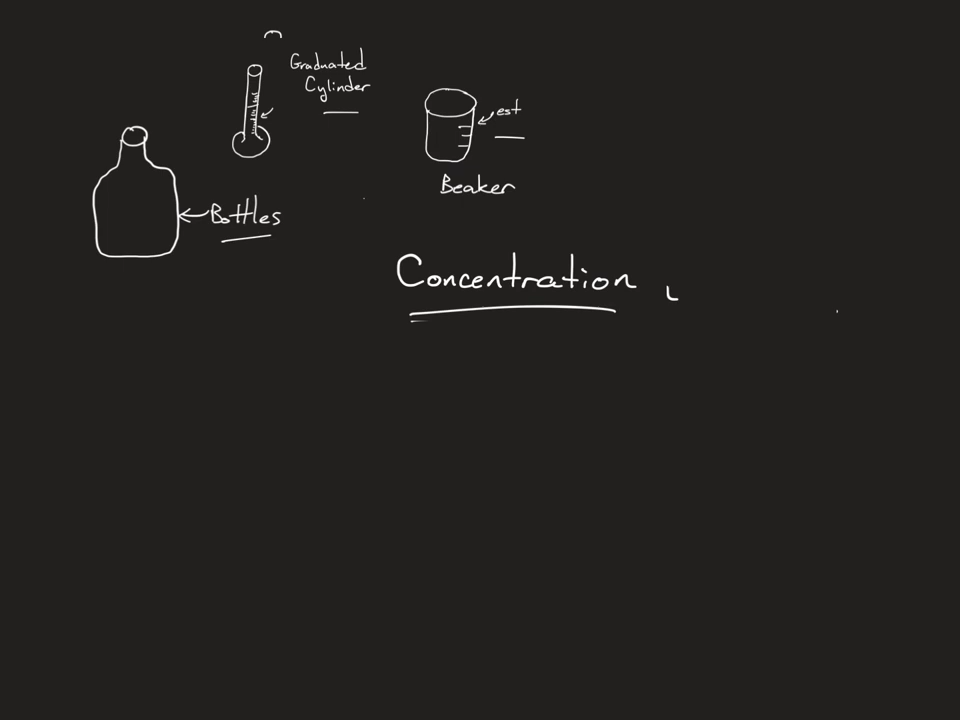 Graduated
Cylinder
est
Beaker
Bottles
Concentration